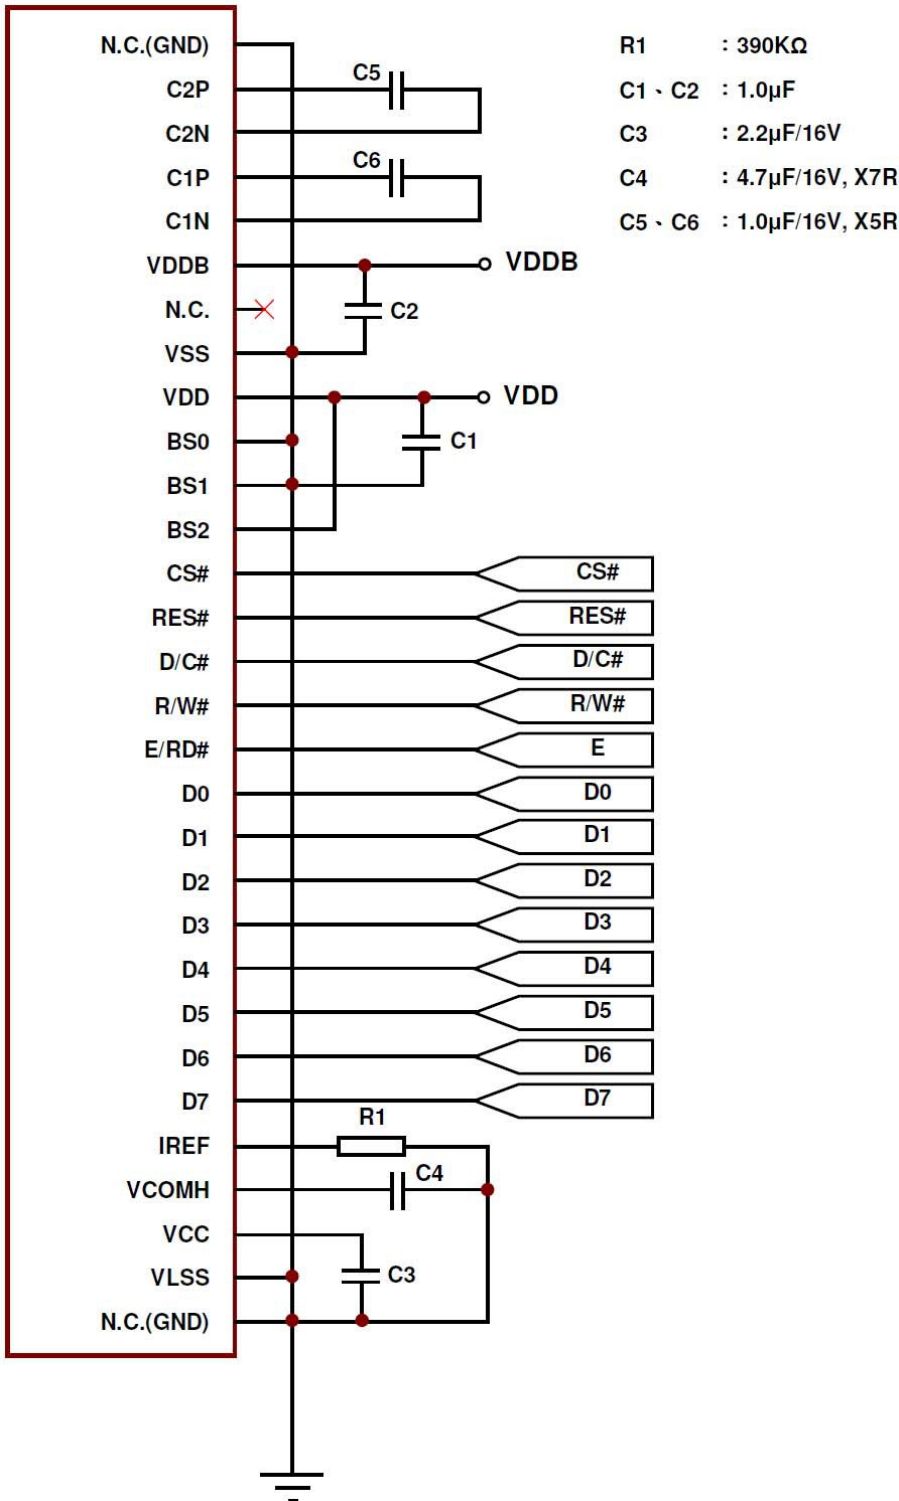 N.C.(GND)
C2P
C2N
C1P
C1N
VDDB
N.C.
VSS
VDD
BS0
BS1
BS2
CS#
RES#
D/C#
R/W#
E/RD#
D0
D1
D2
D3
D4
D5
D6
D7
IREF
VCOMH
VCC
VLSS
N.C.(GND)
C5
C6
VDDB
C2
VDD
C1
CS#
RES#
D/C#
R/W#
E
D0
D1
D2
D3
D4
D5
D6
D7
R1
C4
C3
R1 : 390KΩ
C1、C2 : 1.0μF
C3 : 2.2μF/16V
C4 : 4.7μF/16V, X7R
C5、C6 : 1.0μF/16V, X5R